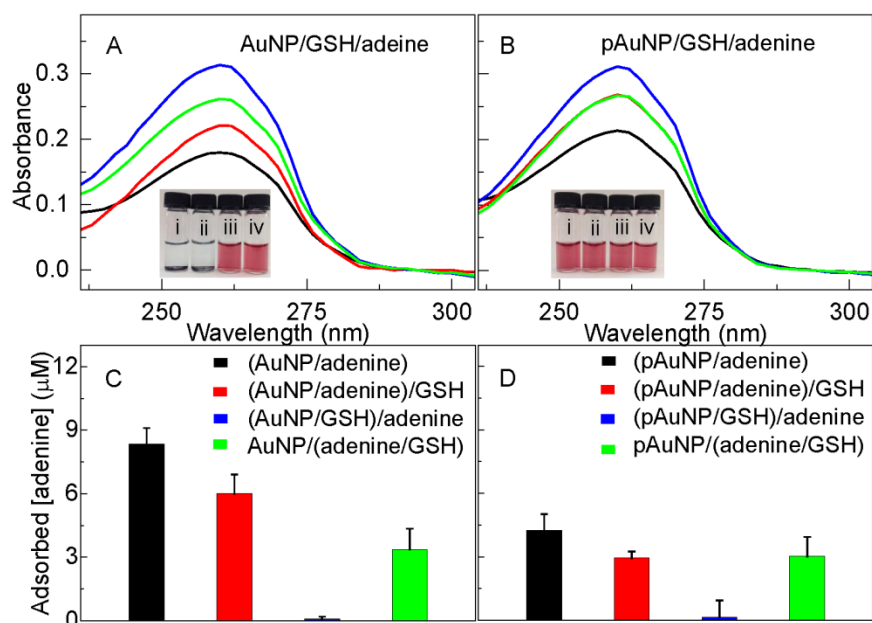 A AuNP/GSH/adeine
B pAuNP/GSH/adenine
Absorbance
0.3
0.2
0.1
0.0
i ii iii iv
i ii iii iv
250 275 300
250 275 300
Wavelength (nm)
Wavelength (nm)
C
(AuNP/adenine)
(AuNP/adenine)/GSH
(AuNP/GSH)/adenine
AuNP/(adenine/GSH)
D
(pAuNP/adenine)
(pAuNP/adenine)/GSH
(pAuNP/GSH)/adenine
pAuNP/(adenine/GSH)
Adsorbed [adeniine] (μM)
12
9
6
3
0